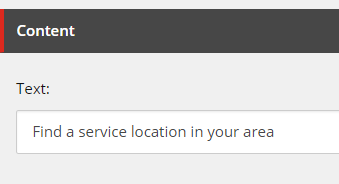 Content
Text:
Find a service location in your area